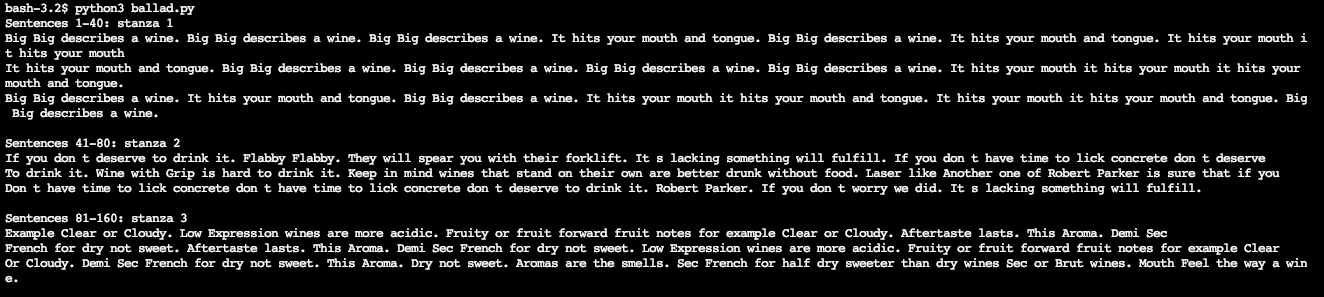 bash-3.2$ python3 ballad.py
Sentences 1-40: stanza 1
Big Big describes a wine. Big Big describes a wine. Big Big describes a wine. It hits your mouth and tongue. Big Big describes a wine. It hits your mouth and tongue. It hits your mouth i
t hits your mouth
It hits your mouth and tongue. Big Big describes a wine. Big Big describes a wine. Big Big describes a wine. Big Big describes a wine. It hits your mouth it hits your mouth it hits your
mouth and tongue.
Big Big describes a wine. It hits your mouth and tongue. Big Big describes a wine. It hits your mouth it hits your mouth and tongue. It hits your mouth it hits your mouth and tongue. Big
 Big describes a wine.

Sentences 41-80: stanza 2
If you don t deserve to drink it. Flabby Flabby. They will spear you with their forklift. It s lacking something will fulfill. If you don t have time to lick concrete don t deserve
To drink it. Wine with Grip is hard to drink it. Keep in mind wines that stand on their own are better drunk without food. Laser like Another one of Robert Parker is sure that if you
Don t have time to lick concrete don t have time to lick concrete don t deserve to drink it. Robert Parker. If you don t worry we did. It s lacking something will fulfill.

Sentences 81-160: stanza 3
Example Clear or Cloudy. Low Expression wines are more acidic. Fruity or fruit forward fruit notes for example Clear or Cloudy. Aftertaste lasts. This Aroma. Demi Sec
French for dry not sweet. Aftertaste lasts. This Aroma. Demi Sec French for dry not sweet. Low Expression wines are more acidic. Fruity or fruit forward fruit notes for example Clear
Or Cloudy. Demi Sec French for dry not sweet. This Aroma. Dry not sweet. Aromas are the smells. Sec French for half dry sweeter than dry wines Sec or Brut wines. Mouth Feel the way a win
e.